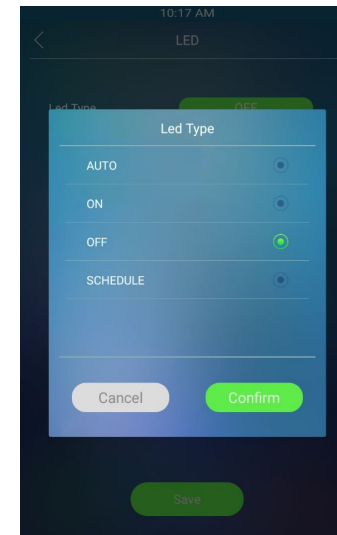 10:17 AM
LED
Led Type OFF
Led Type
AUTO
ON
OFF
SCHEDULE
Cancel Confirm
Save